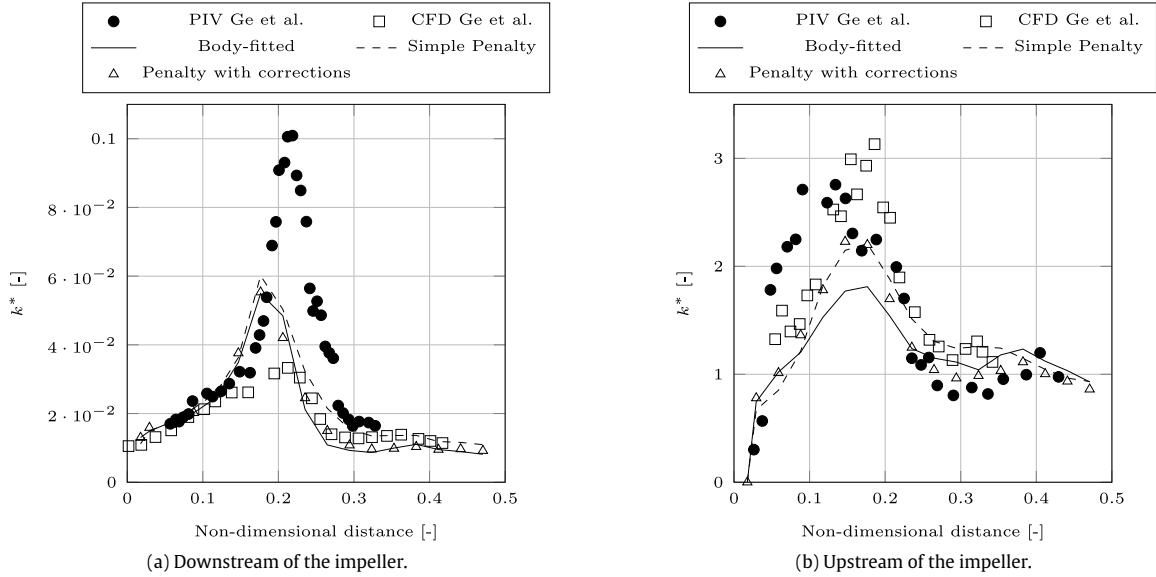 PIV Ge et al. CFD Ge et al.
Body-fitted Simple Penalty
Penalty with corrections
0.1
8 · 10⁻²
6 · 10⁻²
4 · 10⁻²
2 · 10⁻²
0
k* [-]
0 0.1 0.2 0.3 0.4 0.5
Non-dimensional distance [-]
(a) Downstream of the impeller.
PIV Ge et al. CFD Ge et al.
Body-fitted Simple Penalty
Penalty with corrections
3
2
1
0
k* [-]
0 0.1 0.2 0.3 0.4 0.5
Non-dimensional distance [-]
(b) Upstream of the impeller.